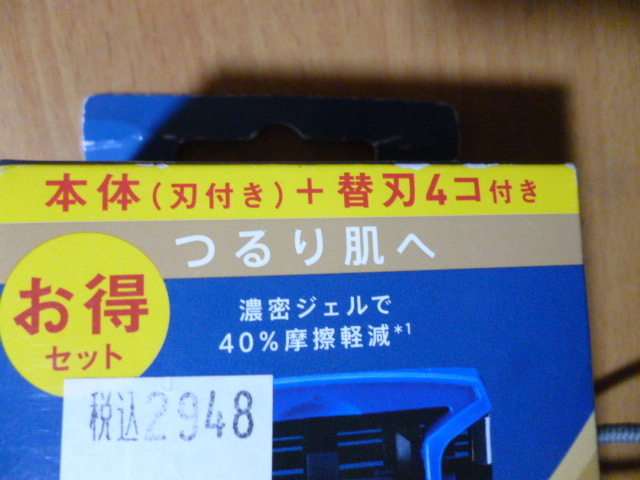 本体(刃付き)+替刃4コ付き
つるり肌へ
お得
セット
濃密ジェルで
40%摩擦軽減*1
税込2948